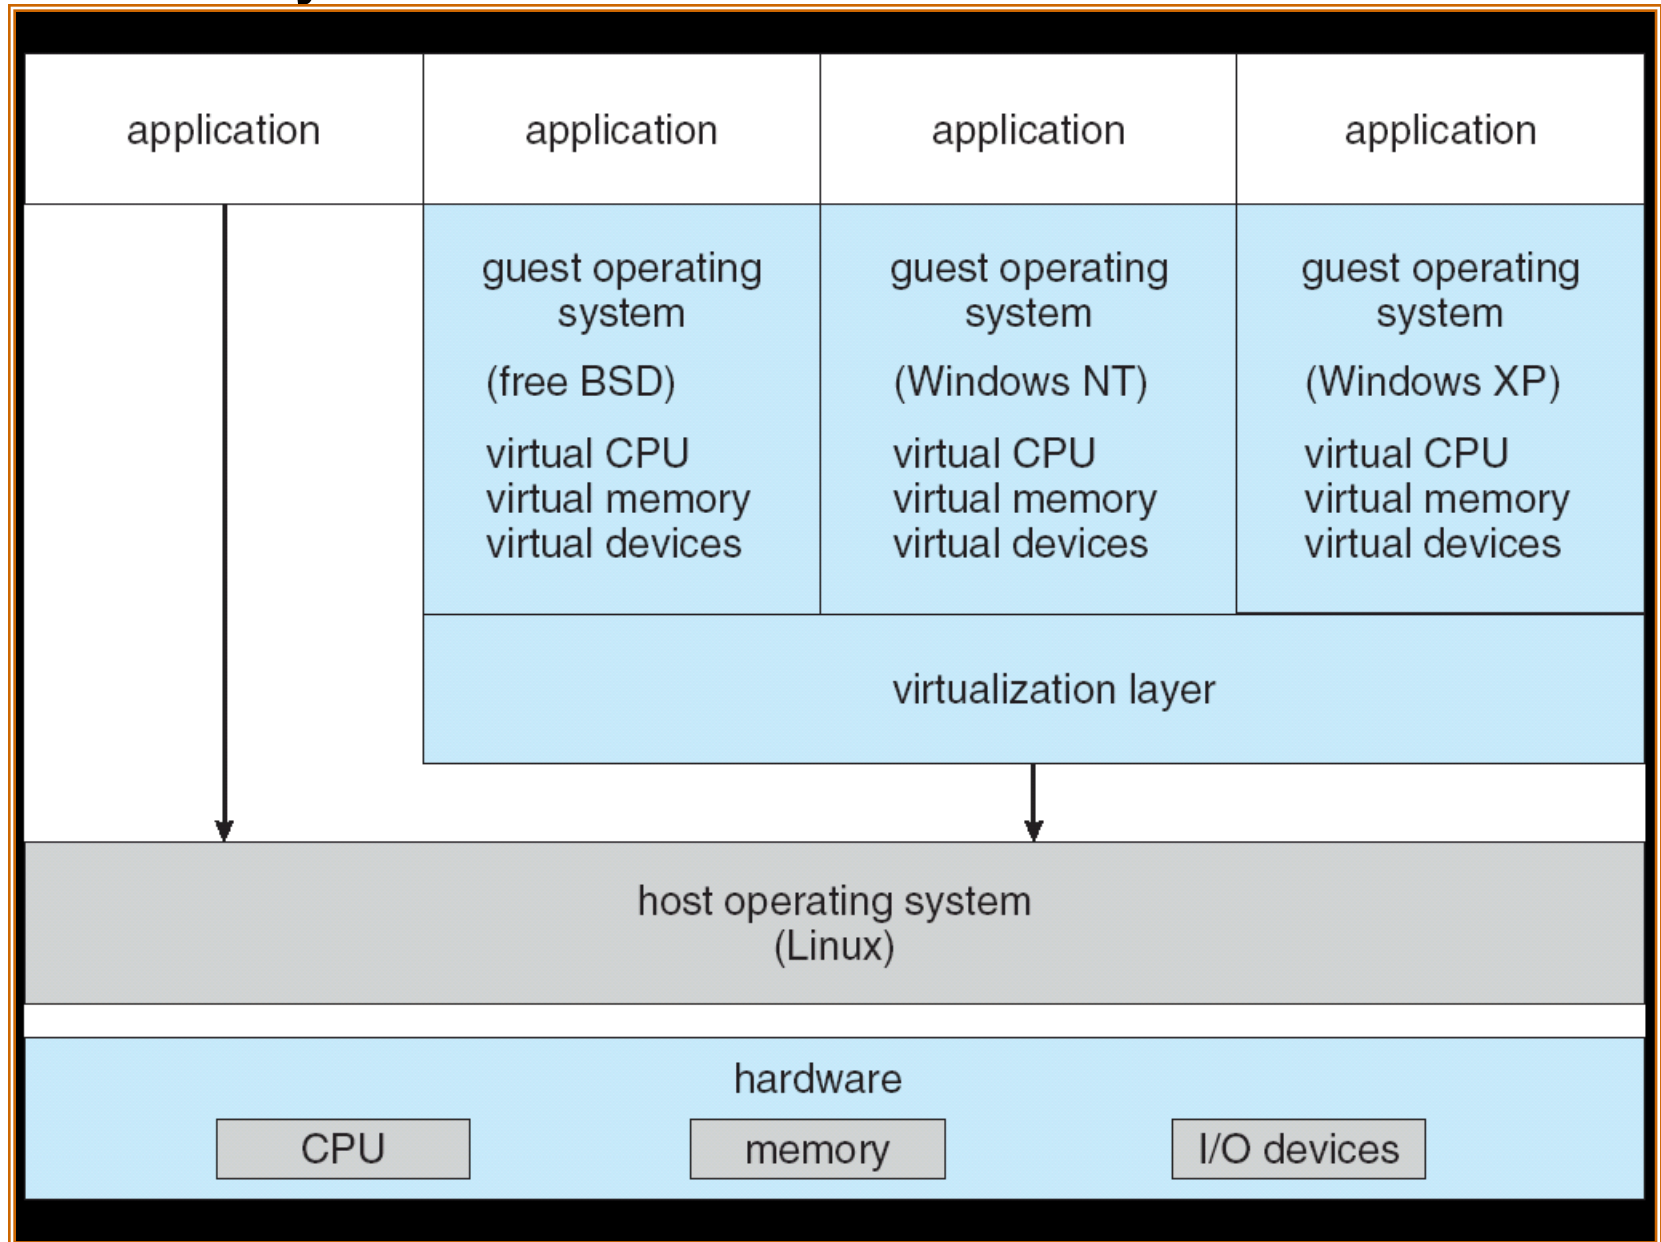 application
application
application
application
guest operating
system
(free BSD)
virtual CPU
virtual memory
virtual devices
guest operating
system
(Windows NT)
virtual CPU
virtual memory
virtual devices
guest operating
system
(Windows XP)
virtual CPU
virtual memory
virtual devices
virtualization layer
host operating system
(Linux)
hardware
CPU
memory
I/O devices